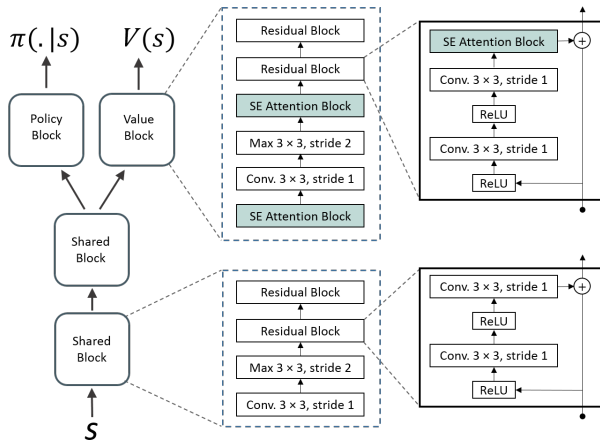 π(.|s)
V(s)
Policy
Block
Value
Block
Shared
Block
Shared
Block
s
Residual Block
Residual Block
SE Attention Block
Max 3 × 3, stride 2
Conv. 3 × 3, stride 1
SE Attention Block
SE Attention Block
+
Conv. 3 × 3, stride 1
ReLU
Conv. 3 × 3, stride 1
ReLU
Residual Block
Residual Block
Max 3 × 3, stride 2
Conv. 3 × 3, stride 1
Conv. 3 × 3, stride 1
+
ReLU
Conv. 3 × 3, stride 1
ReLU